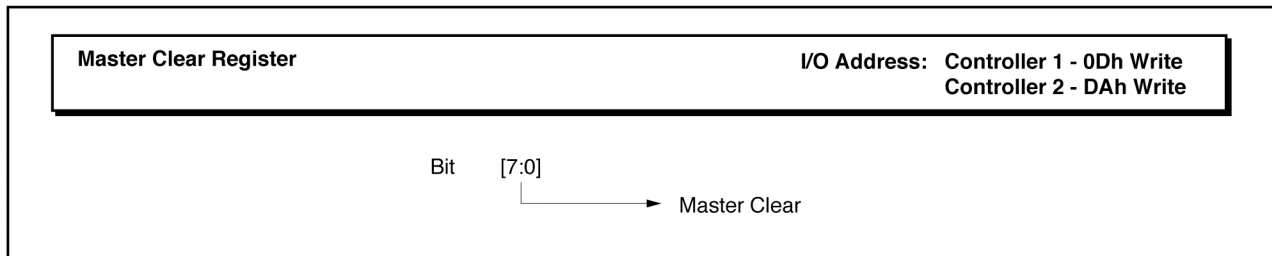 Master Clear Register
I/O Address: Controller 1 - 0Dh Write
Controller 2 - DAh Write
Bit [7:0]
Master Clear